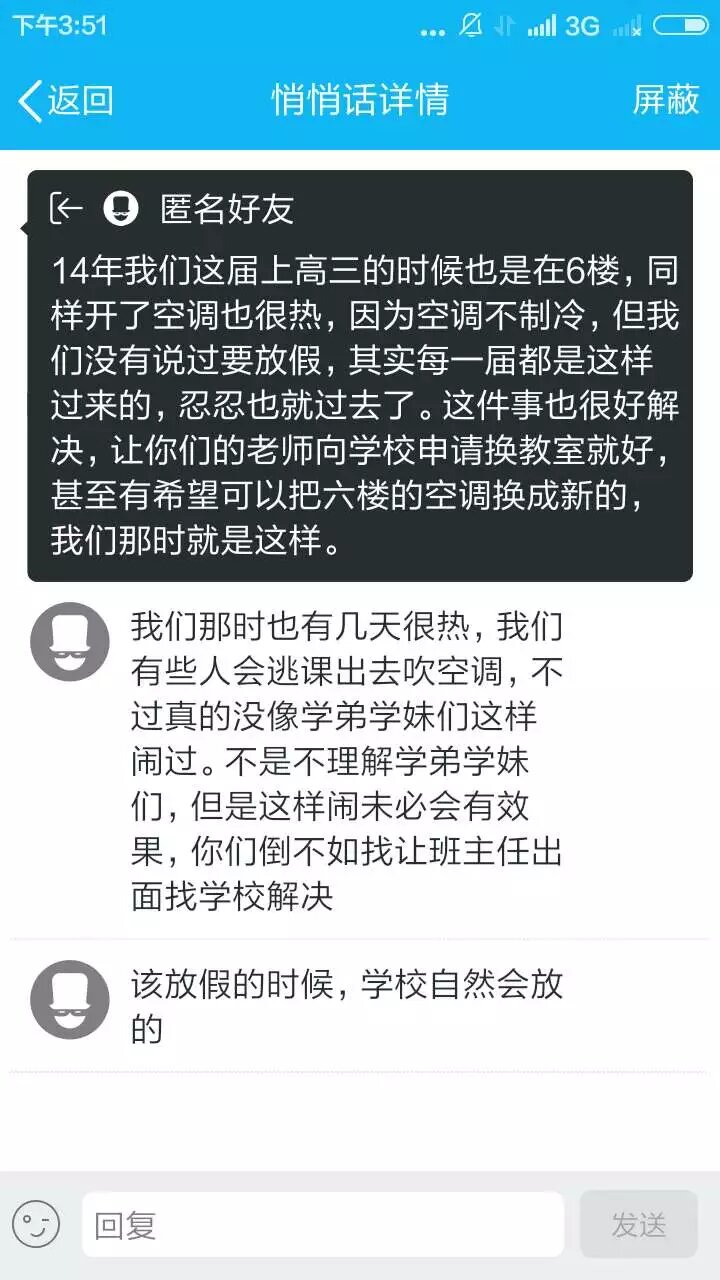 下午3:51
... 3G
返回 悄悄话详情 屏蔽
匿名好友
14年我们这届上高三的时候也是在6楼，同
样开了空调也很热，因为空调不制冷，但我
们没有说过要放假，其实每一届都是这样
过来的，忍忍也就过去了。这件事也很好解
决，让你们的老师向学校申请换教室就好，
甚至有希望可以把六楼的空调换成新的，
我们那时就是这样。
我们那时也有几天很热，我们
有些人会逃课出去吹空调，不
过真的没像学弟学妹们这样
闹过。不是不理解学弟学妹
们，但是这样闹未必会有效
果，你们倒不如找让班主任出
面找学校解决
该放假的时候，学校自然会放
的
回复 发送